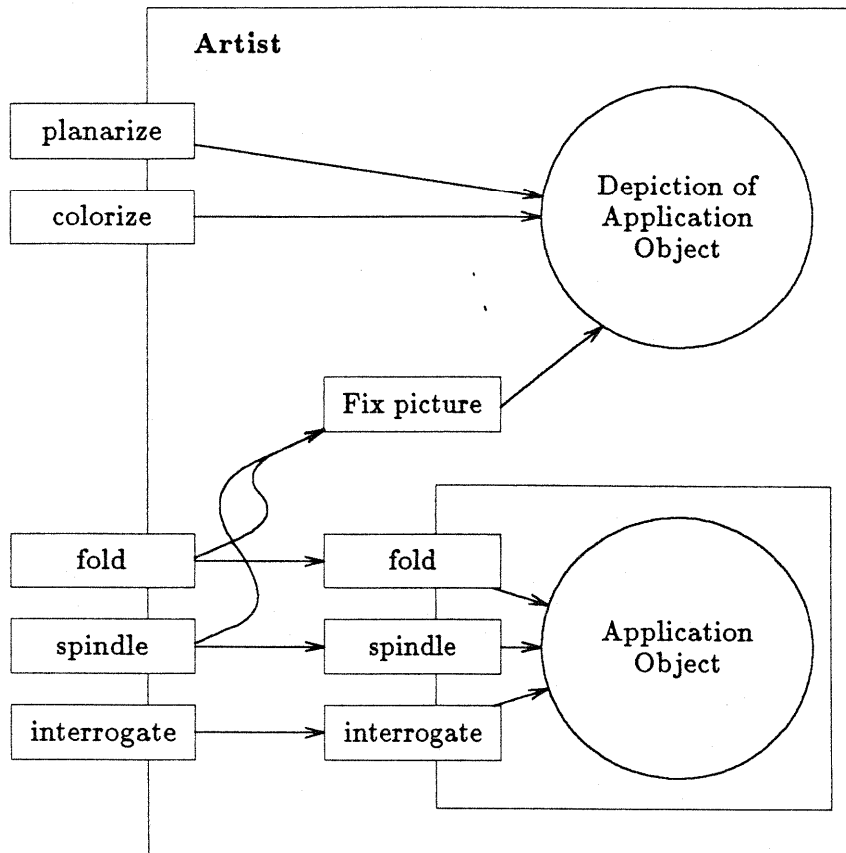 Artist
planarize
colorize
Depiction of
Application
Object
Fix picture
fold
fold
spindle
spindle
Application
Object
interrogate
interrogate